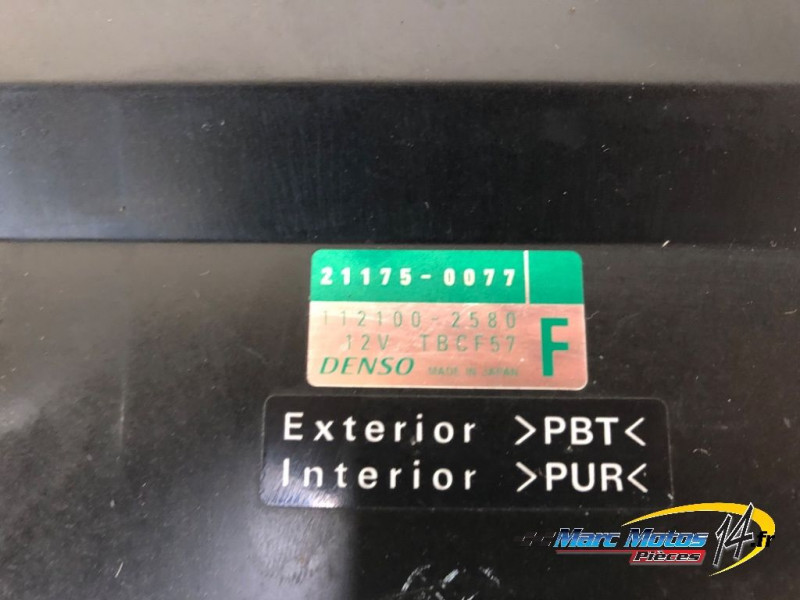 21175-0077
112100-2580
12V TBCF57
F
DENSO MADE IN JAPAN
Exterior >PBT<
Interior >PUR<
Marc Motos 14.fr
Pièces